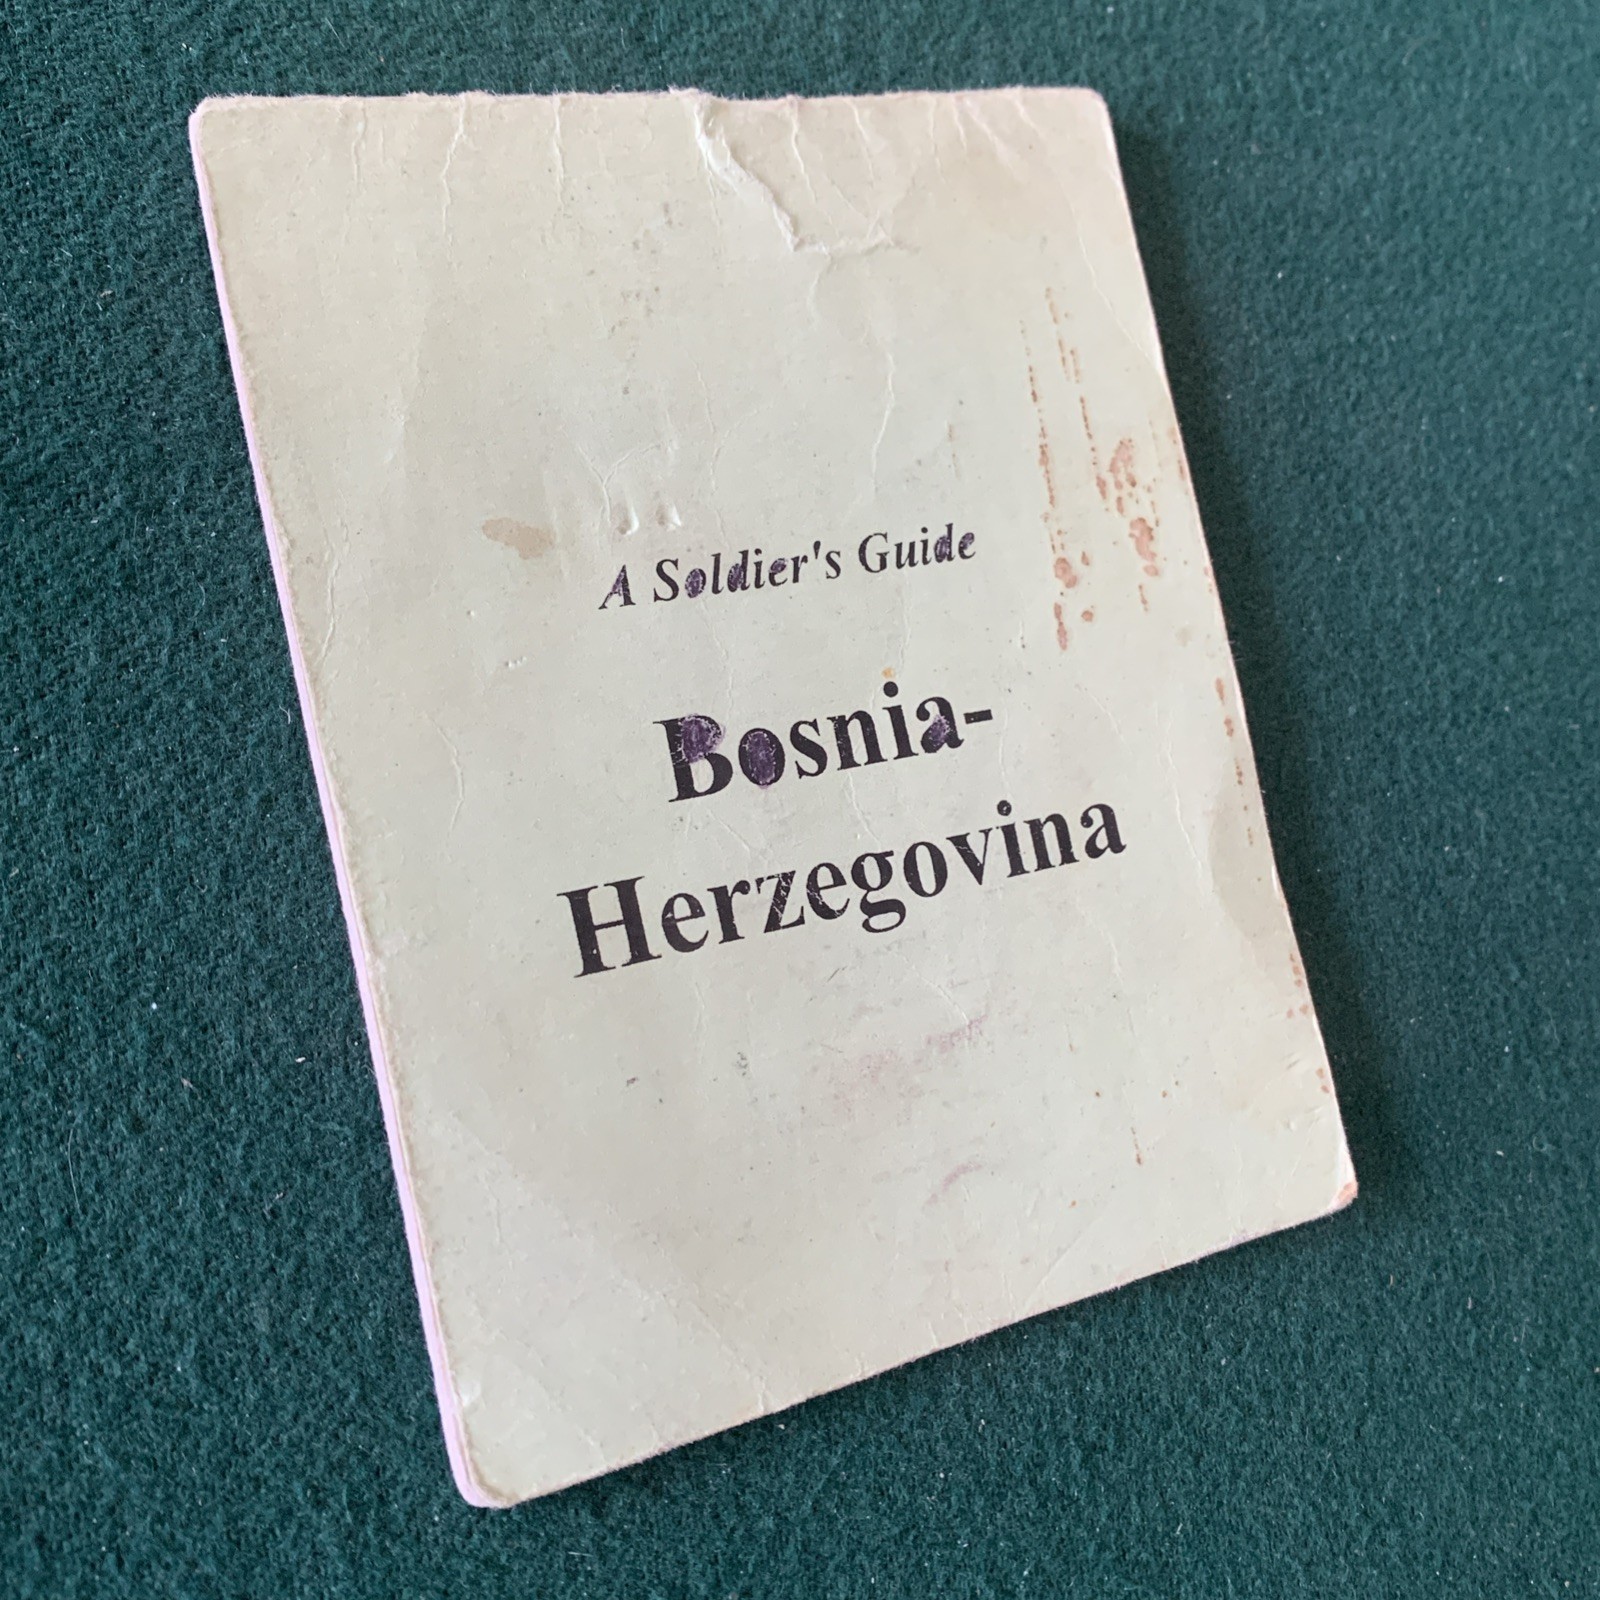 A Soldier's Guide
Bosnia-
Herzegovina